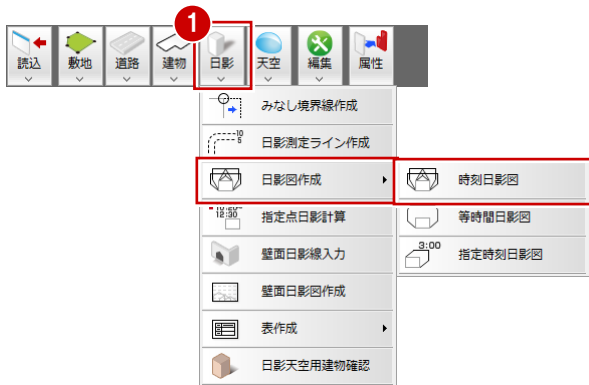 1
読込 敷地 道路 建物 日影 天空 編集 属性
みなし境界線作成
10
5
日影測定ライン作成
日影図作成
時刻日影図
12:30
指定点日影計算
等時間日影図
壁面日影線入力
3:00
指定時刻日影図
壁面日影図作成
表作成
日影天空用建物確認